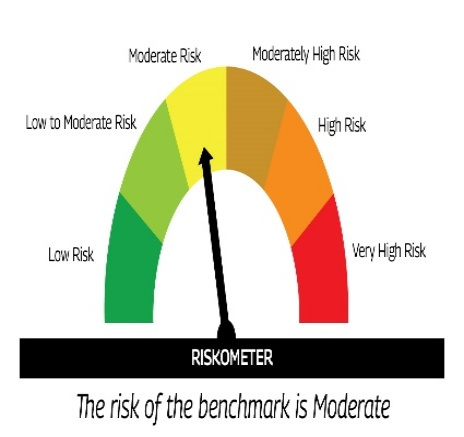 Moderate Risk
Moderately High Risk
Low to Moderate Risk
High Risk
Low Risk
Very High Risk
RISKOMETER
The risk of the benchmark is Moderate